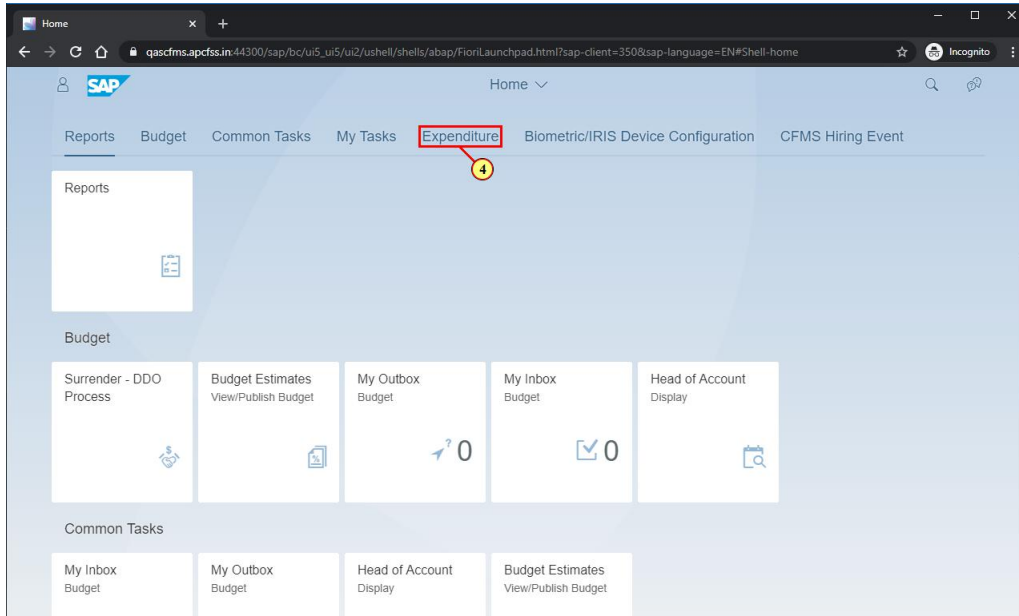 Home
qascfms.apcfss.in:44300/sap/bc/ui5_ui5/ui2/ushell/shells/abap/FioriLaunchpad.html?sap-client=350&sap-language=EN#Shell-home
Incognito
SAP
Home
Reports Budget Common Tasks My Tasks Expenditure Biometric/IRIS Device Configuration CFMS Hiring Event
4
Reports
Budget
Surrender - DDO
Process
Budget Estimates
View/Publish Budget
My Outbox
Budget
? 0
My Inbox
Budget
0
Head of Account
Display
$
%
Common Tasks
My Inbox
Budget
My Outbox
Budget
Head of Account
Display
Budget Estimates
View/Publish Budget